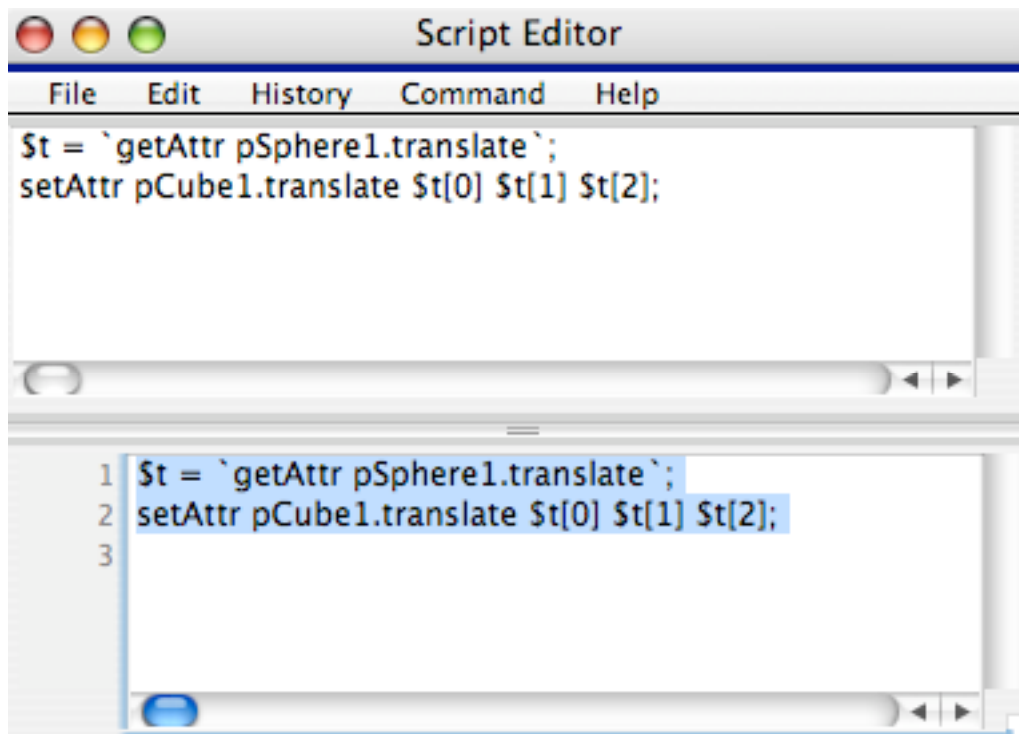 Script Editor
File Edit History Command Help
$t = `getAttr pSphere1.translate`;
setAttr pCube1.translate $t[0] $t[1] $t[2];
1 $t = `getAttr pSphere1.translate`;
2 setAttr pCube1.translate $t[0] $t[1] $t[2];
3